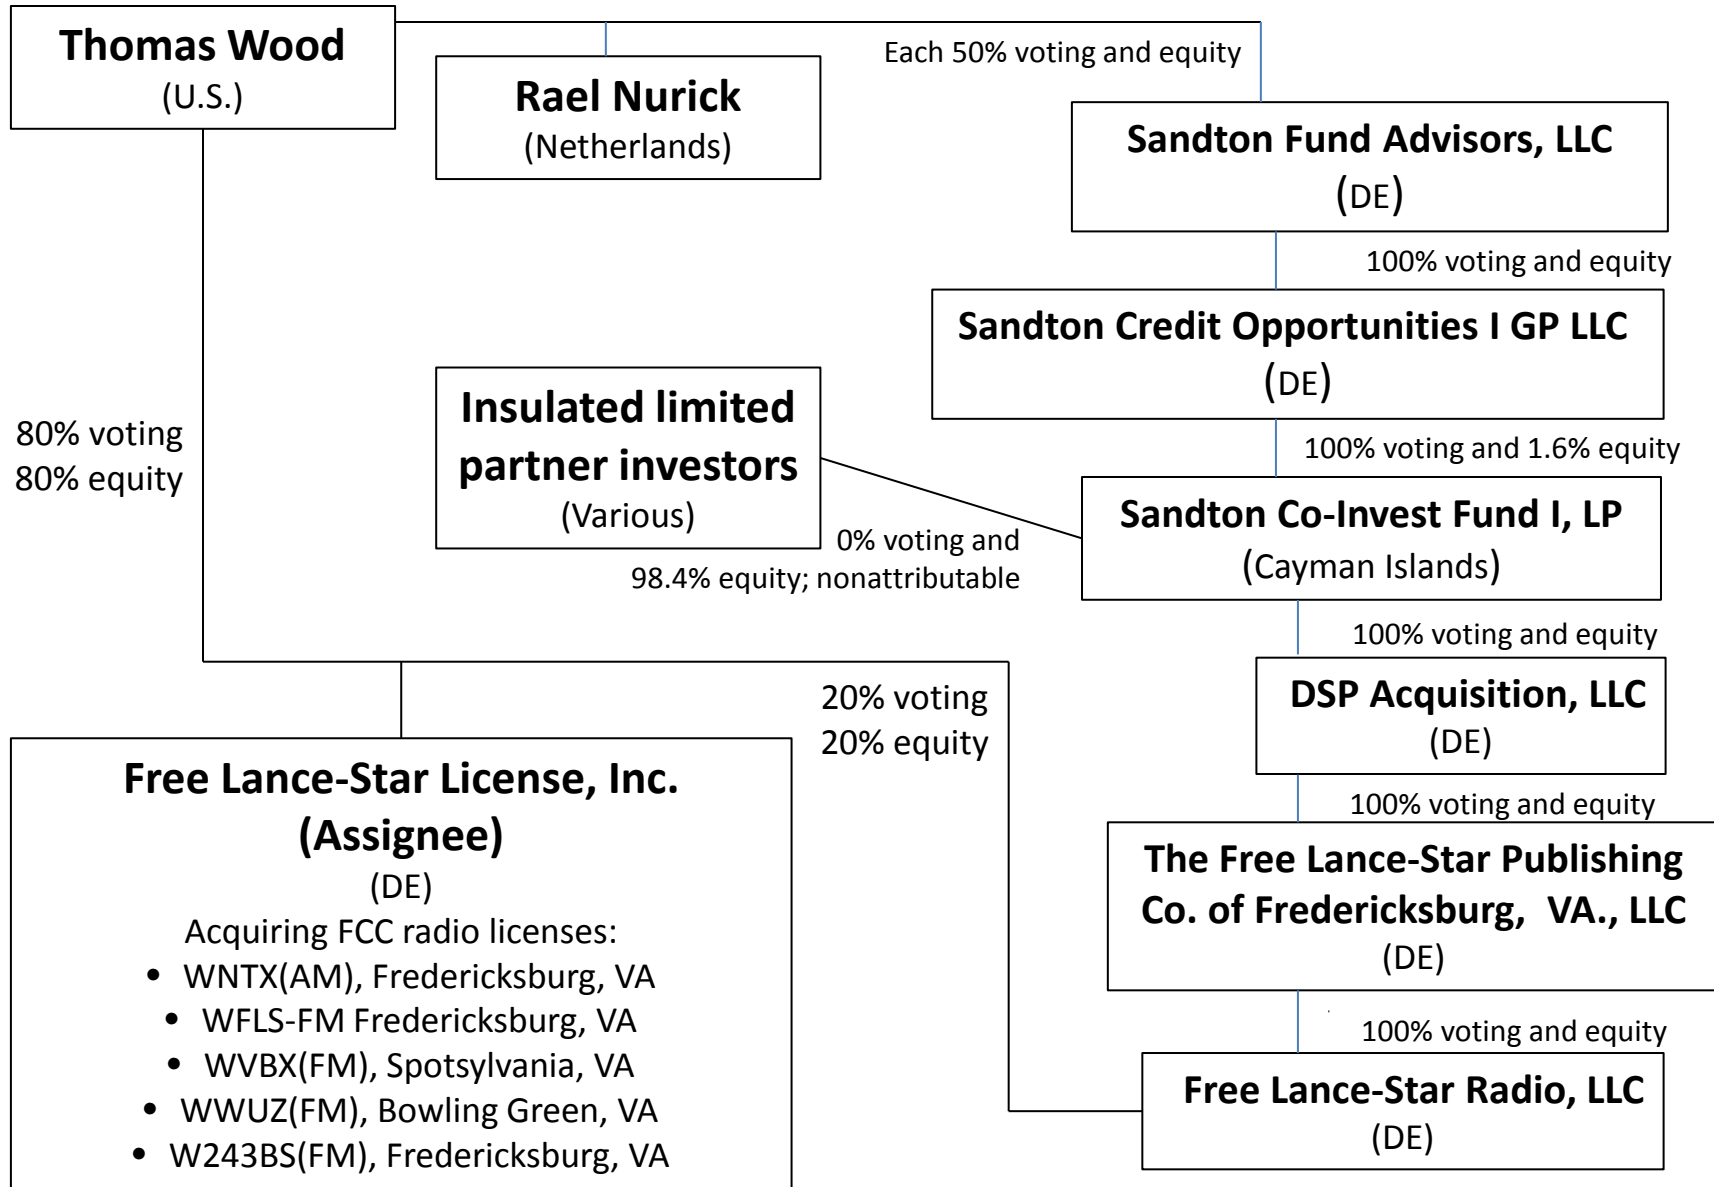 Thomas Wood
(U.S.)
Rael Nurick
(Netherlands)
Each 50% voting and equity
Sandton Fund Advisors, LLC
(DE)
100% voting and equity
Sandton Credit Opportunities I GP LLC
(DE)
100% voting and 1.6% equity
Insulated limited
partner investors
(Various)
80% voting
80% equity
0% voting and
98.4% equity; nonattributable
Sandton Co-Invest Fund I, LP
(Cayman Islands)
100% voting and equity
DSP Acquisition, LLC
(DE)
100% voting and equity
20% voting
20% equity
The Free Lance-Star Publishing
Co. of Fredericksburg, VA., LLC
(DE)
100% voting and equity
Free Lance-Star Radio, LLC
(DE)
Free Lance-Star License, Inc.
(Assignee)
(DE)
Acquiring FCC radio licenses:
• WNTX(AM), Fredericksburg, VA
• WFLS-FM Fredericksburg, VA
• WVBX(FM), Spotsylvania, VA
• WWUZ(FM), Bowling Green, VA
• W243BS(FM), Fredericksburg, VA